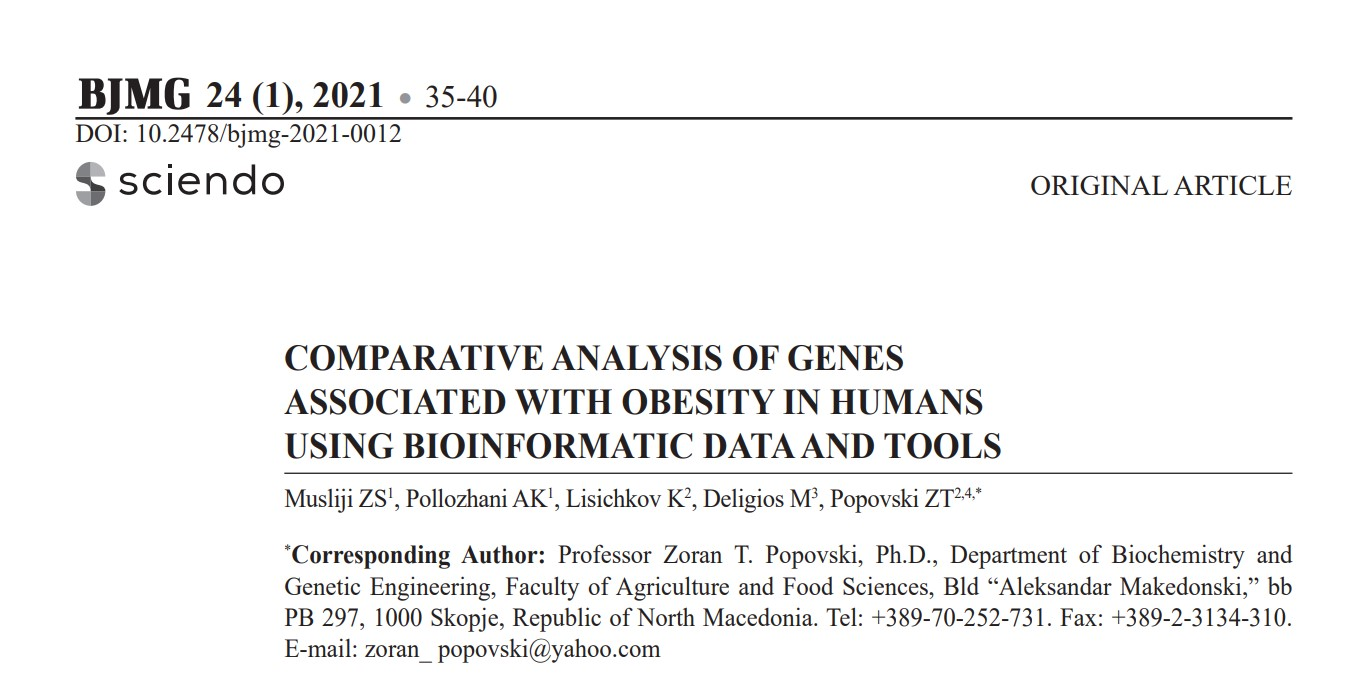 BJMG 24 (1), 2021 • 35-40
DOI: 10.2478/bjmg-2021-0012
sciendo
ORIGINAL ARTICLE
COMPARATIVE ANALYSIS OF GENES
ASSOCIATED WITH OBESITY IN HUMANS
USING BIOINFORMATIC DATA AND TOOLS
Musliji ZS1, Pollozhani AK1, Lisichkov K2, Deligios M3, Popovski ZT2,4,*
*Corresponding Author: Professor Zoran T. Popovski, Ph.D., Department of Biochemistry and
Genetic Engineering, Faculty of Agriculture and Food Sciences, Bld “Aleksandar Makedonski,” bb
PB 297, 1000 Skopje, Republic of North Macedonia. Tel: +389-70-252-731. Fax: +389-2-3134-310.
E-mail: zoran_ popovski@yahoo.com